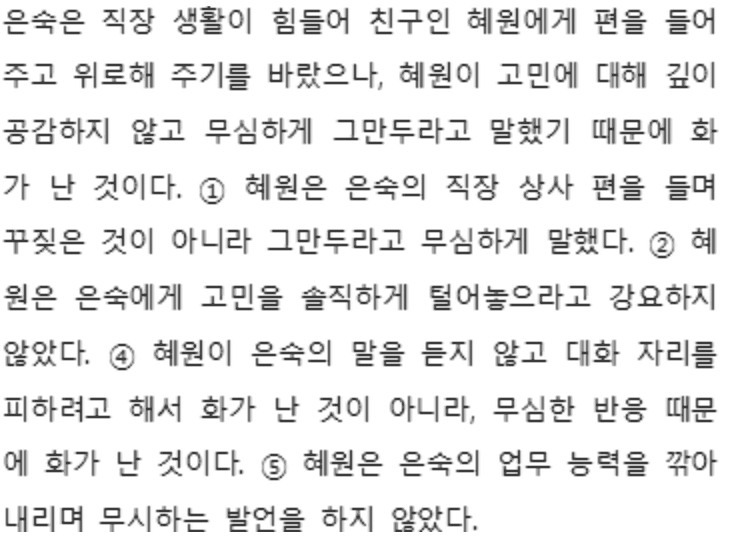 은숙은 직장 생활이 힘들어 친구인 혜원에게 편을 들어
주고 위로해 주기를 바랐으나, 혜원이 고민에 대해 깊이
공감하지 않고 무심하게 그만두라고 말했기 때문에 화
가 난 것이다. ① 혜원은 은숙의 직장 상사 편을 들며
꾸짖은 것이 아니라 그만두라고 무심하게 말했다. ② 혜
원은 은숙에게 고민을 솔직하게 털어놓으라고 강요하지
않았다. ④ 혜원이 은숙의 말을 듣지 않고 대화 자리를
피하려고 해서 화가 난 것이 아니라, 무심한 반응 때문
에 화가 난 것이다. ⑤ 혜원은 은숙의 업무 능력을 깎아
내리며 무시하는 발언을 하지 않았다.